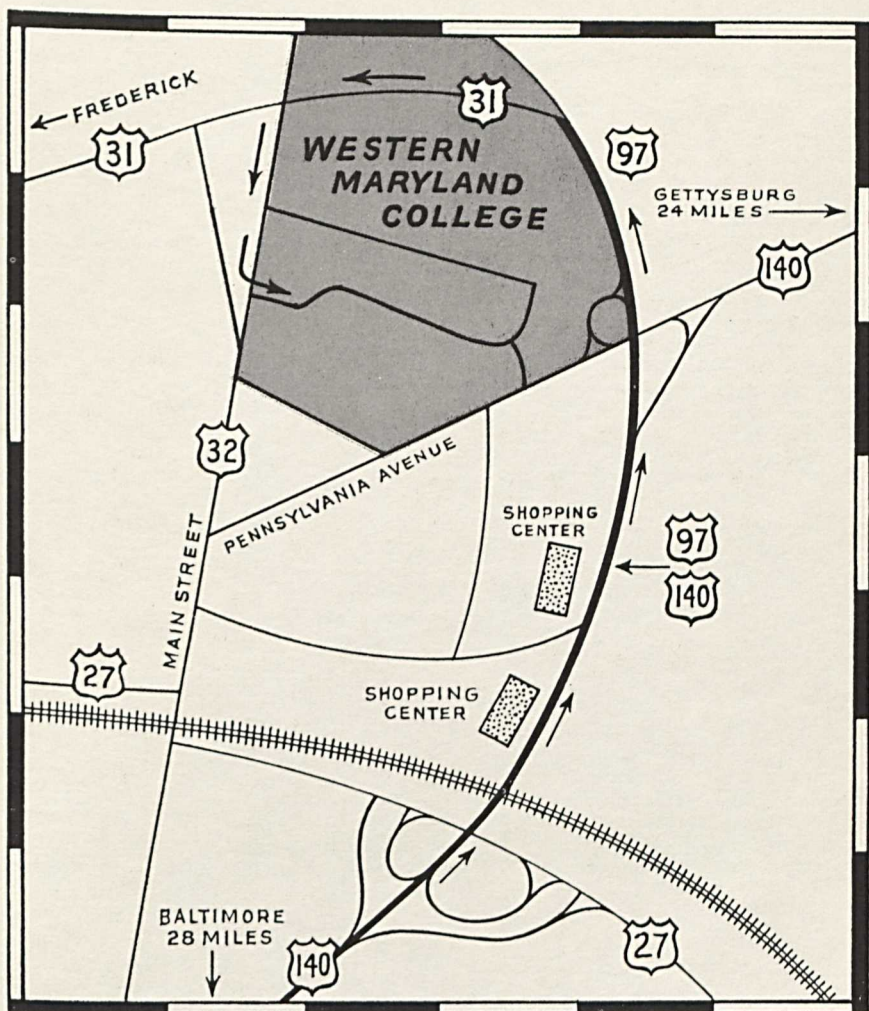 FREDERICK
31
31
97
WESTERN
MARYLAND
COLLEGE
GETTYSBURG
24 MILES
140
32
PENNSYLVANIA AVENUE
MAIN STREET
SHOPPING
CENTER
97
140
27
SHOPPING
CENTER
BALTIMORE
28 MILES
140
27